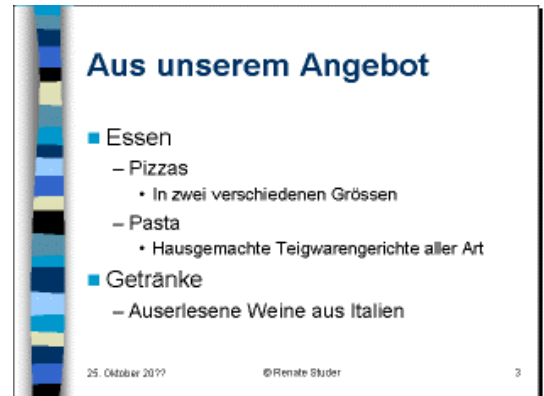 Aus unserem Angebot
■ Essen
– Pizzas
• In zwei verschiedenen Grössen
– Pasta
• Hausgemachte Teigwarengerichte aller Art
■ Getränke
– Auserlesene Weine aus Italien
25. Oktober 20?? © Renate Studer 3